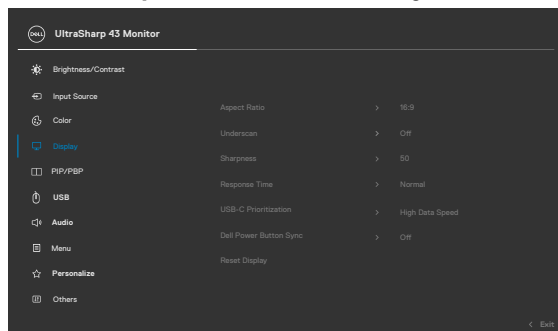 DELL UltraSharp 43 Monitor
Brightness/Contrast
Input Source
Aspect Ratio > 16:9
Color
Underscan > Off
Display
Sharpness > 50
PIP/PBP
Response Time > Normal
USB
USB-C Prioritization > High Data Speed
Audio
Dell Power Button Sync > Off
Menu
Reset Display
Personalize
Others
< Exit